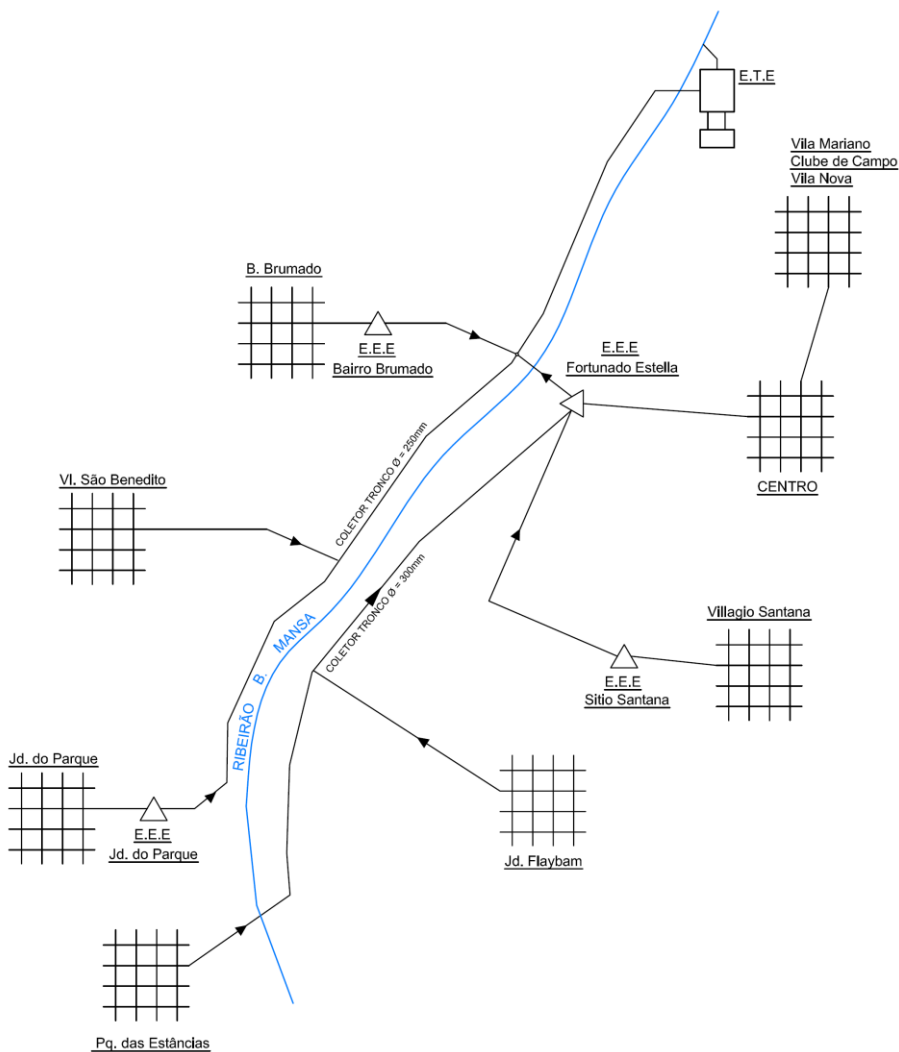 E.T.E
Vila Mariano
Clube de Campo
Vila Nova
B. Brumado
E.E.E
Bairro Brumado
E.E.E
Fortunado Estella
CENTRO
COLETOR TRONCO Ø = 250mm
Vl. São Benedito
COLETOR TRONCO Ø = 300mm
RIBEIRÃO B. MANSA
Villagio Santana
E.E.E
Sitio Santana
Jd. do Parque
E.E.E
Jd. do Parque
Jd. Flaybam
Pq. das Estâncias